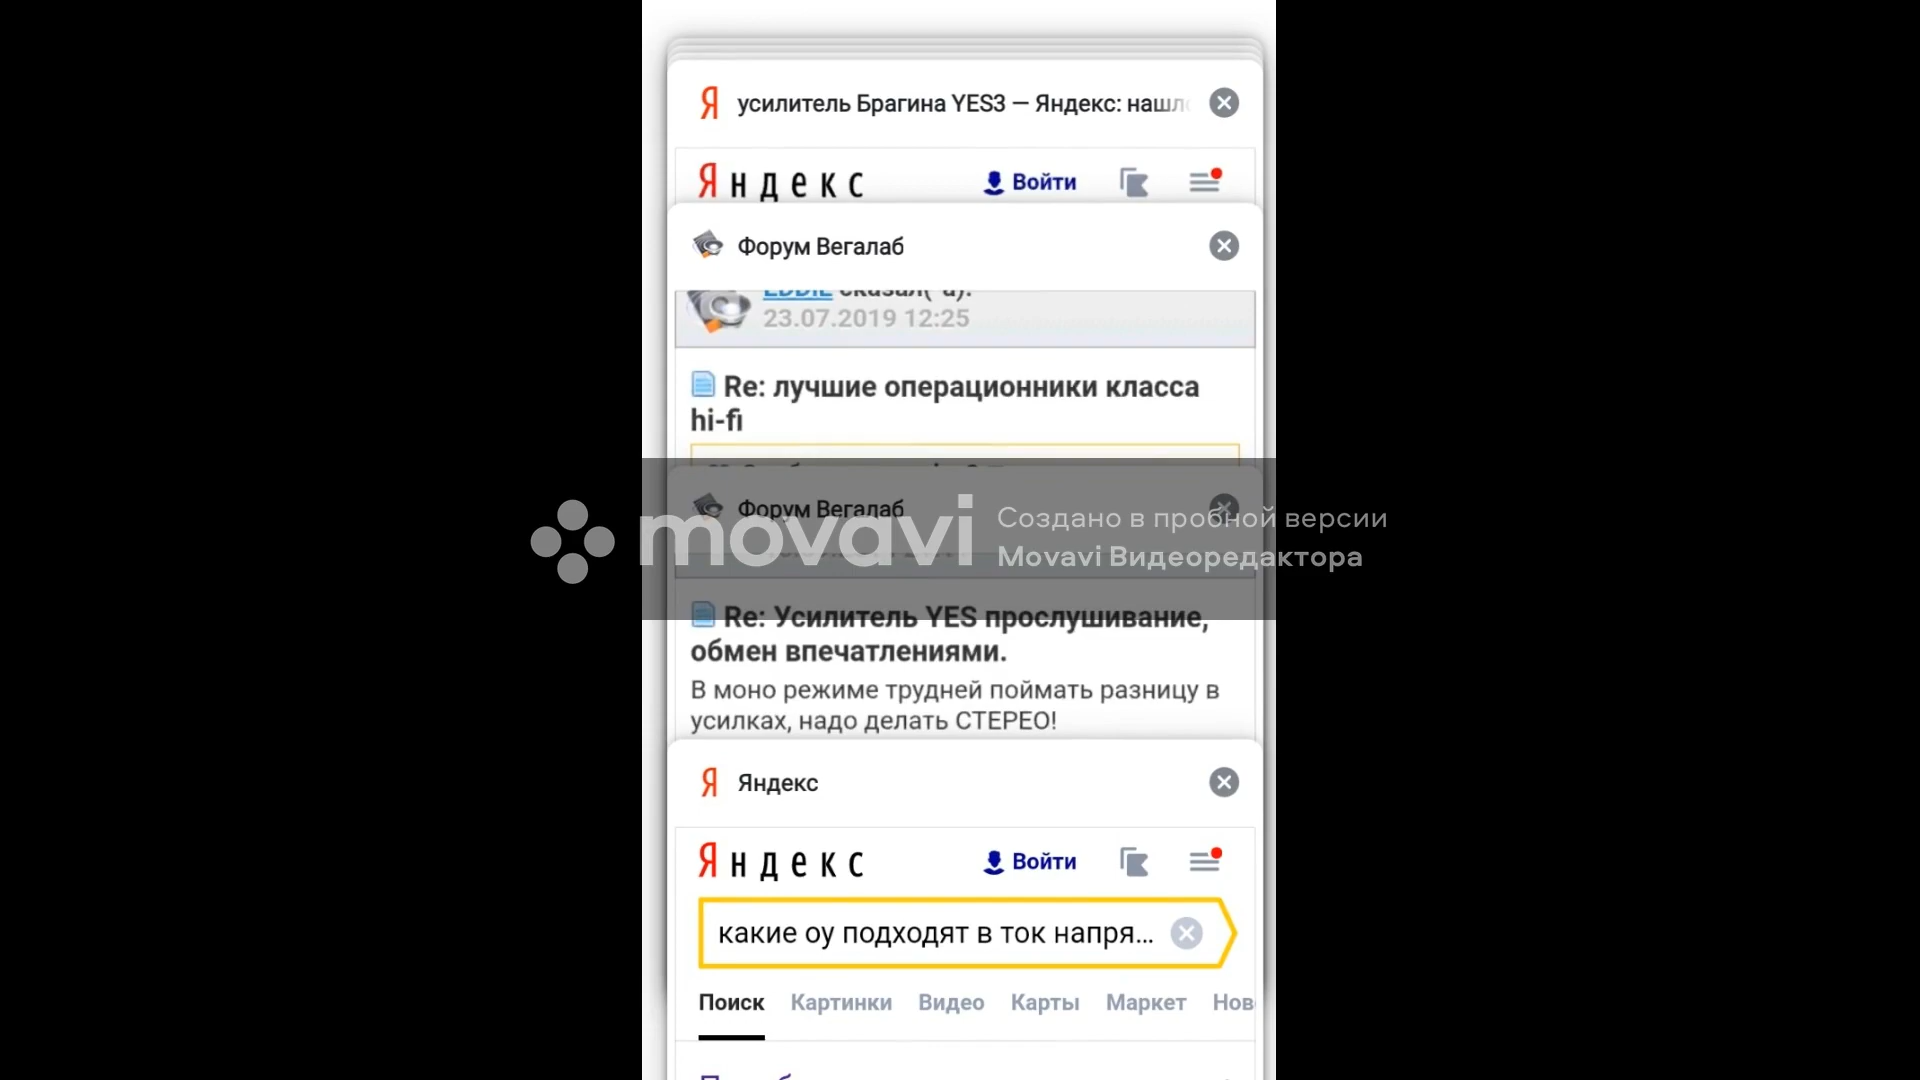 усилитель Брагина YES3 — Яндекс: нашл
Яндекс Войти
Форум Вегалаб
EDDIE сказал(-а):
23.07.2019 12:25
Re: лучшие операционники класса
hi-fi
Форум Вегалаб
movavi
Создано в пробной версии
Movavi Видеоредактора
Re: Усилитель YES прослушивание,
обмен впечатлениями.
В моно режиме трудней поймать разницу в
усилках, надо делать СТЕРЕО!
Яндекс
Яндекс Войти
какие оу подходят в ток напря...
Поиск Картинки Видео Карты Маркет Нов